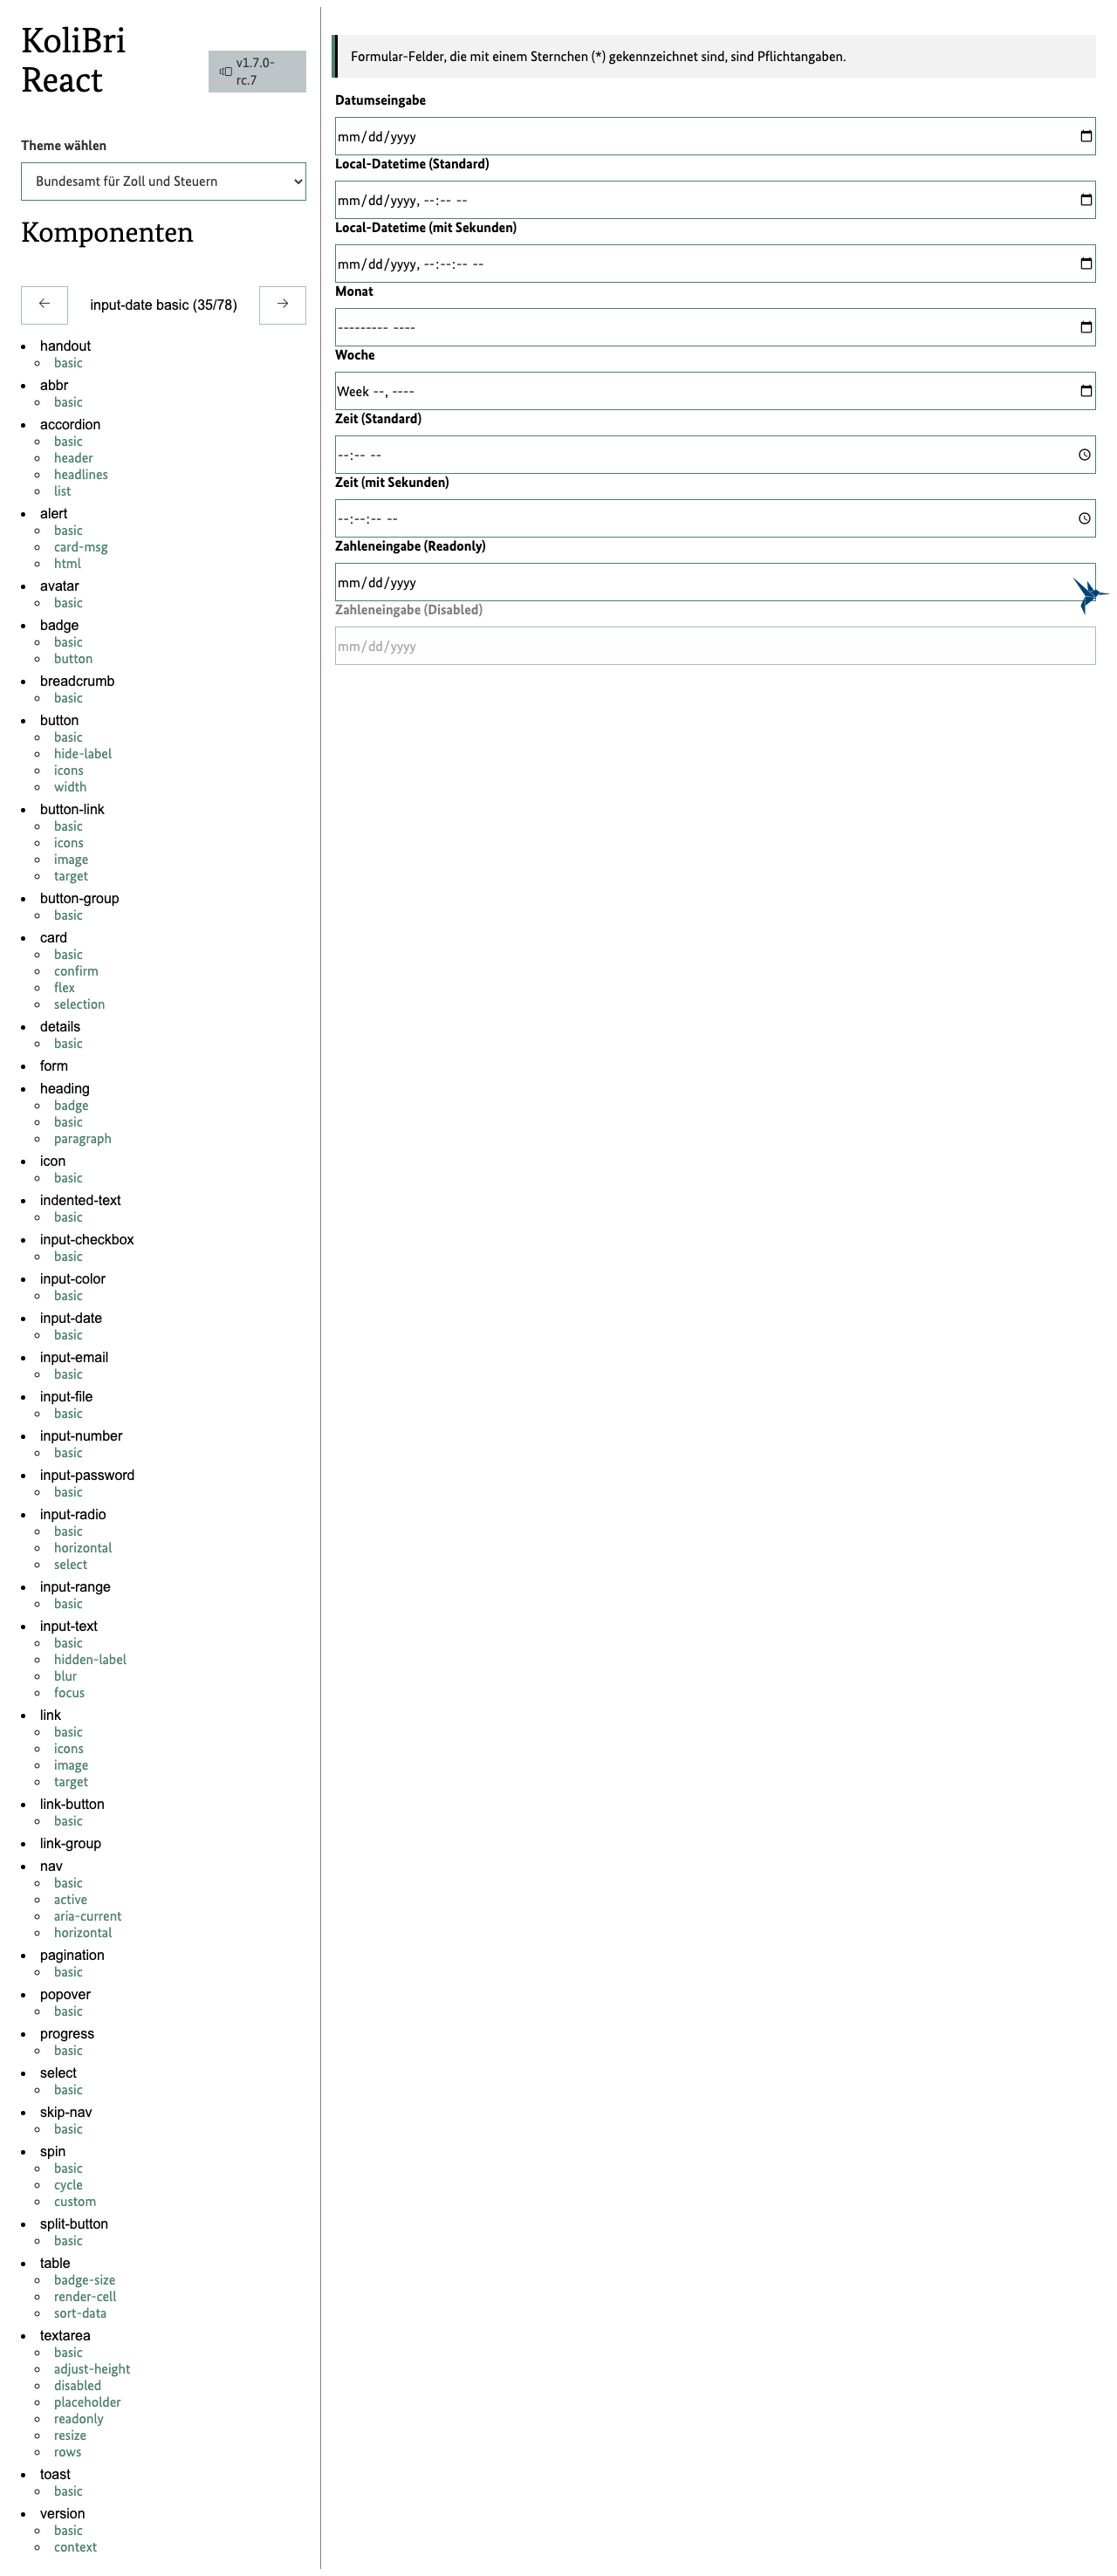 KoliBri
React
v1.7.0-
rc.7
Theme wählen
Bundesamt für Zoll und Steuern
Komponenten
← input-date basic (35/78) →
handout
basic
abbr
basic
accordion
basic
header
headlines
list
alert
basic
card-msg
html
avatar
basic
badge
basic
button
breadcrumb
basic
button
basic
hide-label
icons
width
button-link
basic
icons
image
target
button-group
basic
card
basic
confirm
flex
selection
details
basic
form
heading
badge
basic
paragraph
icon
basic
indented-text
basic
input-checkbox
basic
input-color
basic
input-date
basic
input-email
basic
input-file
basic
input-number
basic
input-password
basic
input-radio
basic
horizontal
select
input-range
basic
input-text
basic
hidden-label
blur
focus
link
basic
icons
image
target
link-button
basic
link-group
nav
basic
active
aria-current
horizontal
pagination
basic
popover
basic
progress
basic
select
basic
skip-nav
basic
spin
basic
cycle
custom
split-button
basic
table
badge-size
render-cell
sort-data
textarea
basic
adjust-height
disabled
placeholder
readonly
resize
rows
toast
basic
version
basic
context
Formular-Felder, die mit einem Sternchen (*) gekennzeichnet sind, sind Pflichtangaben.
Datumseingabe
mm/dd/yyyy
Local-Datetime (Standard)
mm/dd/yyyy, --:-- --
Local-Datetime (mit Sekunden)
mm/dd/yyyy, --:--:-- --
Monat
--------- ----
Woche
Week --, ----
Zeit (Standard)
--:-- --
Zeit (mit Sekunden)
--:--:-- --
Zahleneingabe (Readonly)
mm/dd/yyyy
Zahleneingabe (Disabled)
mm/dd/yyyy